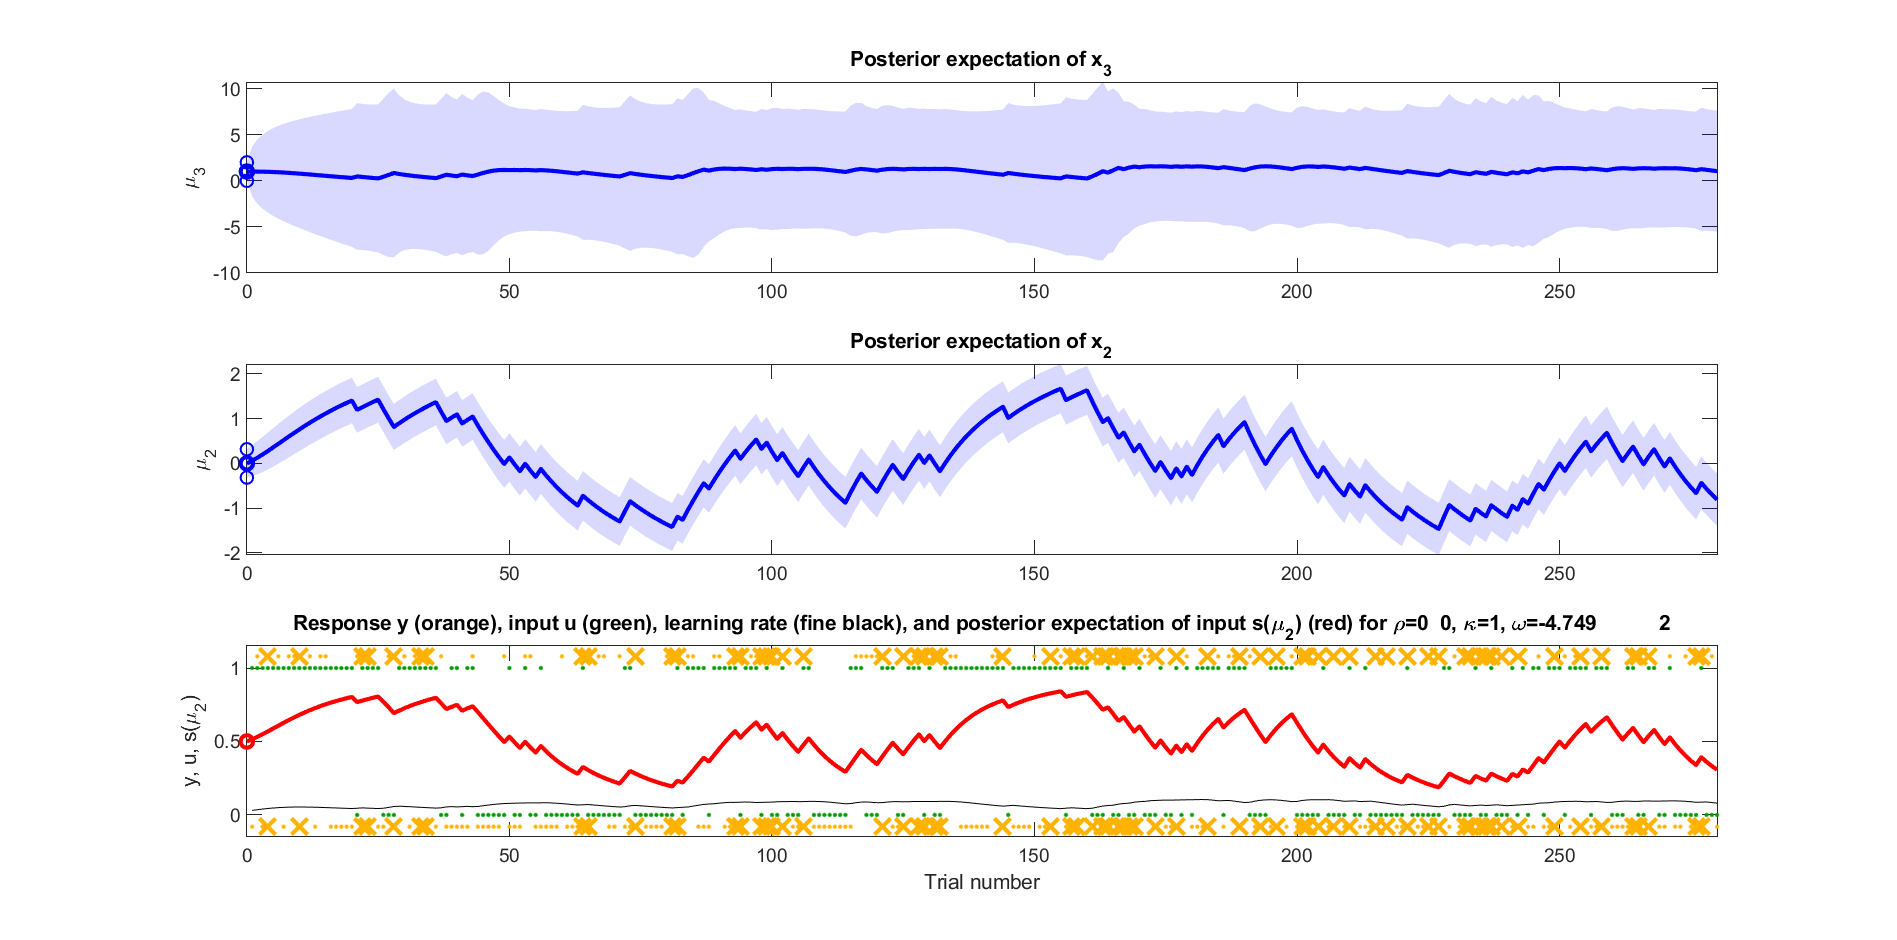 Posterior expectation of x3
10
5
0
-5
-10
μ3
0 50 100 150 200 250
Posterior expectation of x2
2
1
0
-1
-2
μ2
0 50 100 150 200 250
Response y (orange), input u (green), learning rate (fine black), and posterior expectation of input s(μ2) (red) for ρ=0 0, κ=1, ω=-4.749 2
1
0.5
0
y, u, s(μ2)
0 50 100 150 200 250
Trial number